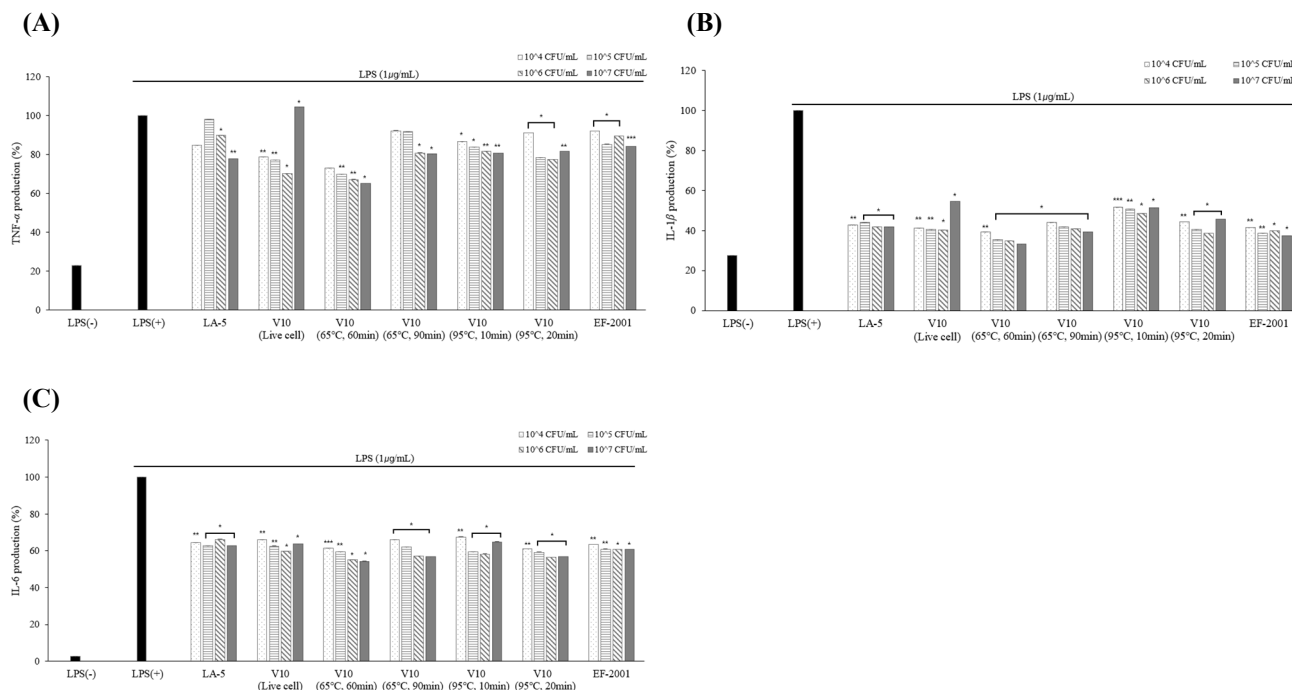 (A)
10^4 CFU/mL 10^5 CFU/mL
10^6 CFU/mL 10^7 CFU/mL
LPS (1μg/mL)
TNF-α production (%)
120
100
80
60
40
20
0
** ** * * * ** ** * ** * * * * * ** ** * ** * ***
LPS(-) LPS(+) LA-5 V10 V10 V10 V10 V10 EF-2001
(Live cell) (65°C, 60min) (65°C, 90min) (95°C, 10min) (95°C, 20min)
(B)
10^4 CFU/mL 10^5 CFU/mL
10^6 CFU/mL 10^7 CFU/mL
LPS (1μg/mL)
IL-1β production (%)
120
100
80
60
40
20
0
** * ** ** * * ** * *** ** * * ** * ** ** * *
LPS(-) LPS(+) LA-5 V10 V10 V10 V10 V10 EF-2001
(Live cell) (65°C, 60min) (65°C, 90min) (95°C, 10min) (95°C, 20min)
(C)
10^4 CFU/mL 10^5 CFU/mL
10^6 CFU/mL 10^7 CFU/mL
LPS (1μg/mL)
IL-6 production (%)
120
100
80
60
40
20
0
** * ** ** * * *** ** * * * ** * ** * ** ** * *
LPS(-) LPS(+) LA-5 V10 V10 V10 V10 V10 EF-2001
(Live cell) (65°C, 60min) (65°C, 90min) (95°C, 10min) (95°C, 20min)